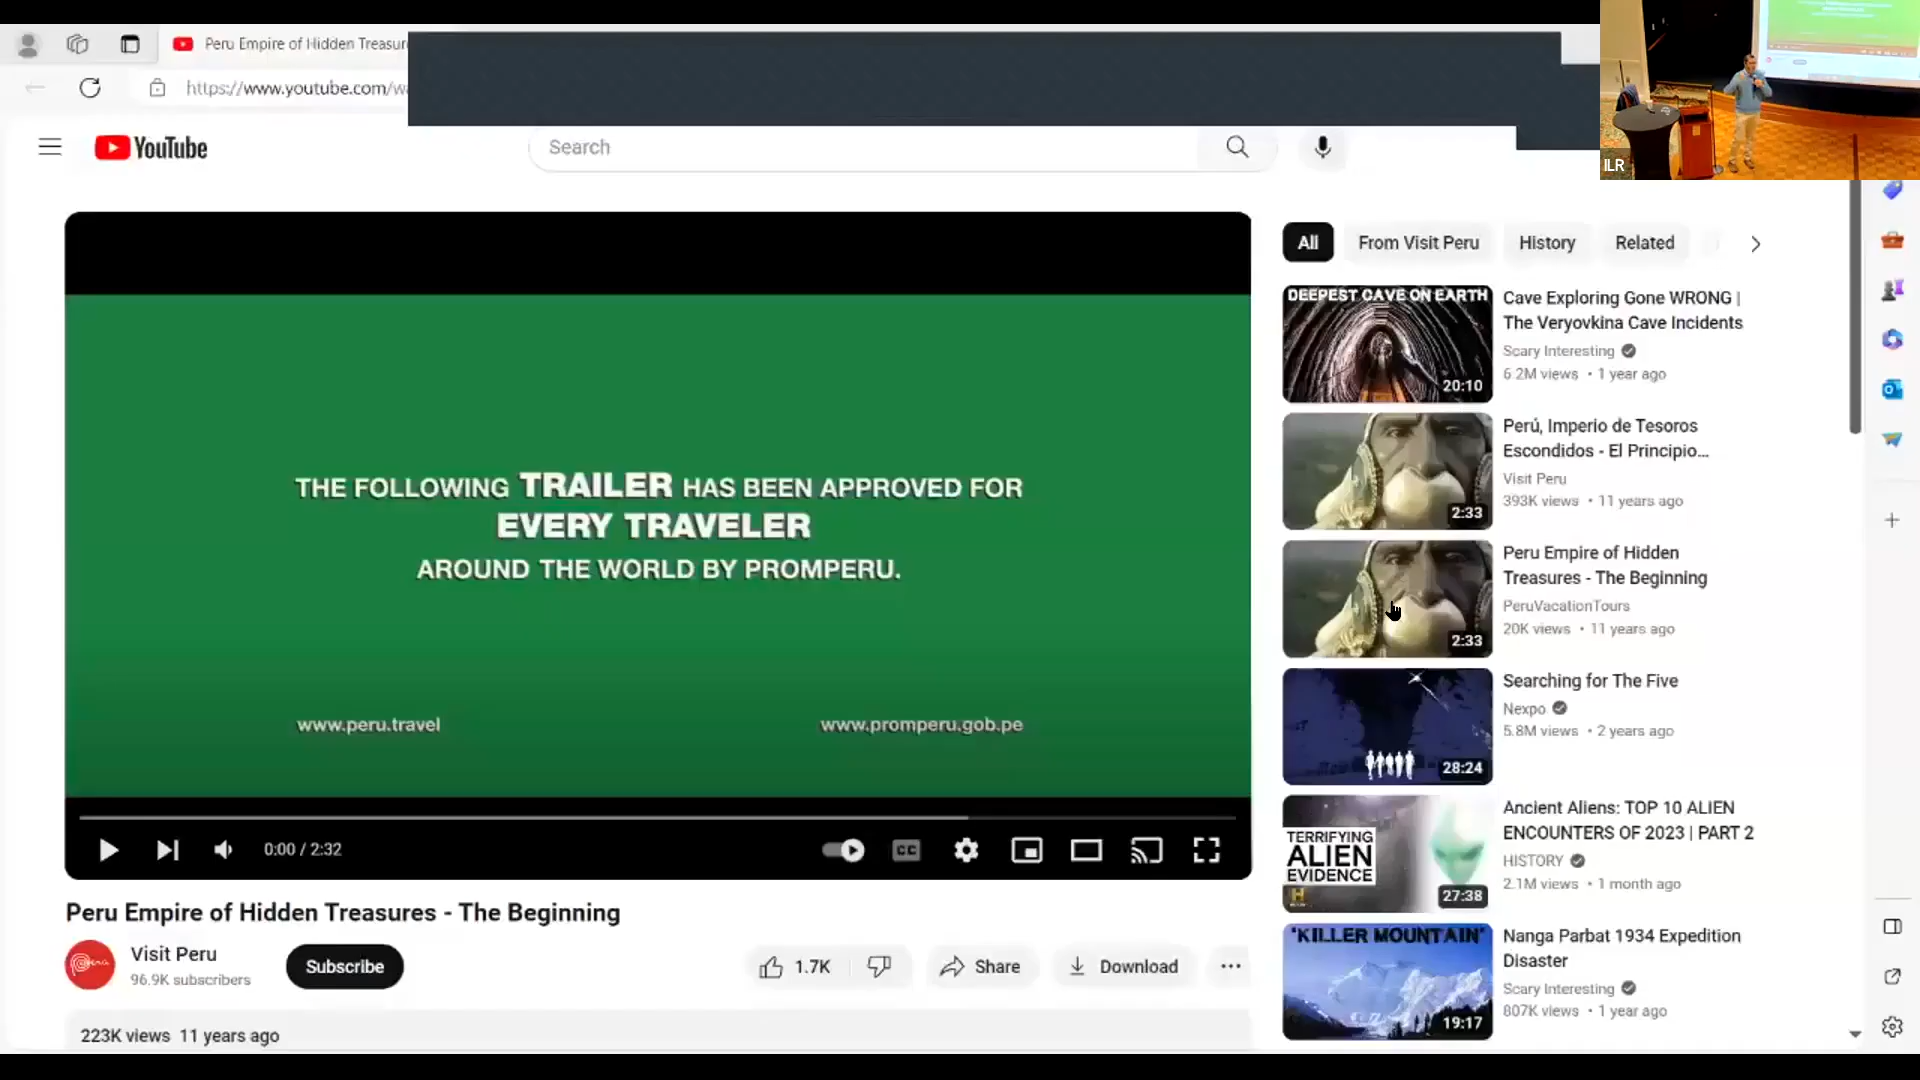 Peru Empire of Hidden Treasur
https://www.youtube.com/w
ILR
YouTube
Search
THE FOLLOWING TRAILER HAS BEEN APPROVED FOR
EVERY TRAVELER
AROUND THE WORLD BY PROMPERU.
www.peru.travel
www.promperu.gob.pe
0:00 / 2:32
CC
Peru Empire of Hidden Treasures - The Beginning
Visit Peru
96.9K subscribers
Subscribe
1.7K
Share
Download
223K views 11 years ago
All
From Visit Peru
History
Related
DEEPEST CAVE ON EARTH
20:10
Cave Exploring Gone WRONG |
The Veryovkina Cave Incidents
Scary Interesting
6.2M views • 1 year ago
2:33
Perú, Imperio de Tesoros
Escondidos - El Principio...
Visit Peru
393K views • 11 years ago
2:33
Peru Empire of Hidden
Treasures - The Beginning
PeruVacationTours
20K views • 11 years ago
28:24
Searching for The Five
Nexpo
5.8M views • 2 years ago
TERRIFYING
ALIEN
EVIDENCE
H
27:38
Ancient Aliens: TOP 10 ALIEN
ENCOUNTERS OF 2023 | PART 2
HISTORY
2.1M views • 1 month ago
'KILLER MOUNTAIN'
19:17
Nanga Parbat 1934 Expedition
Disaster
Scary Interesting
807K views • 1 year ago